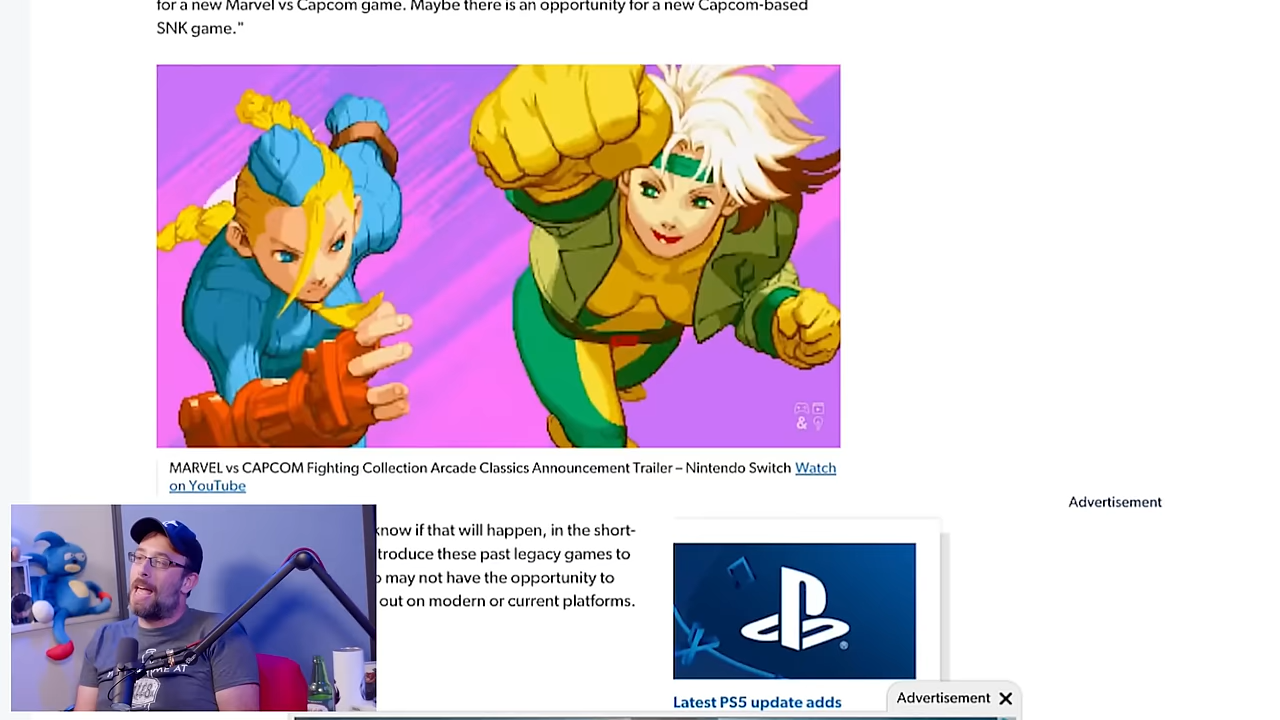 for a new Marvel vs Capcom game. Maybe there is an opportunity for a new Capcom-based
SNK game."
&
MARVEL vs CAPCOM Fighting Collection Arcade Classics Announcement Trailer – Nintendo Switch Watch
on YouTube
Advertisement
know if that will happen, in the short-
troduce these past legacy games to
may not have the opportunity to
out on modern or current platforms.
Latest PS5 update adds
Advertisement